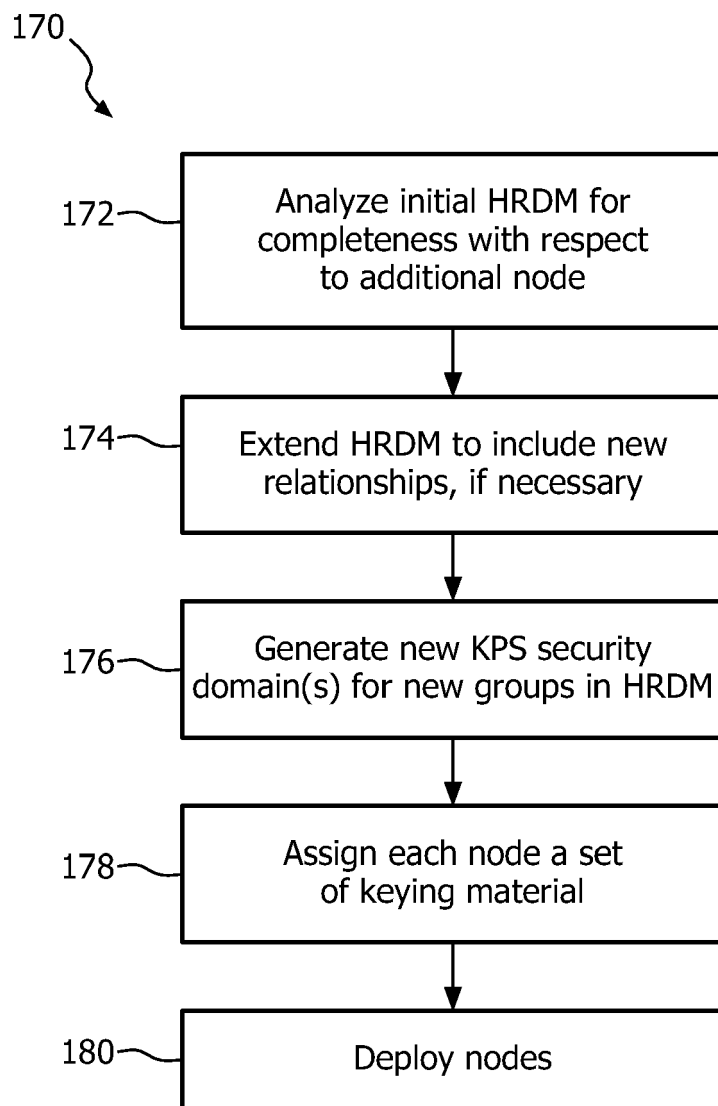 170
172
Analyze initial HRDM for
completeness with respect
to additional node
174
Extend HRDM to include new
relationships, if necessary
176
Generate new KPS security
domain(s) for new groups in HRDM
178
Assign each node a set
of keying material
180
Deploy nodes